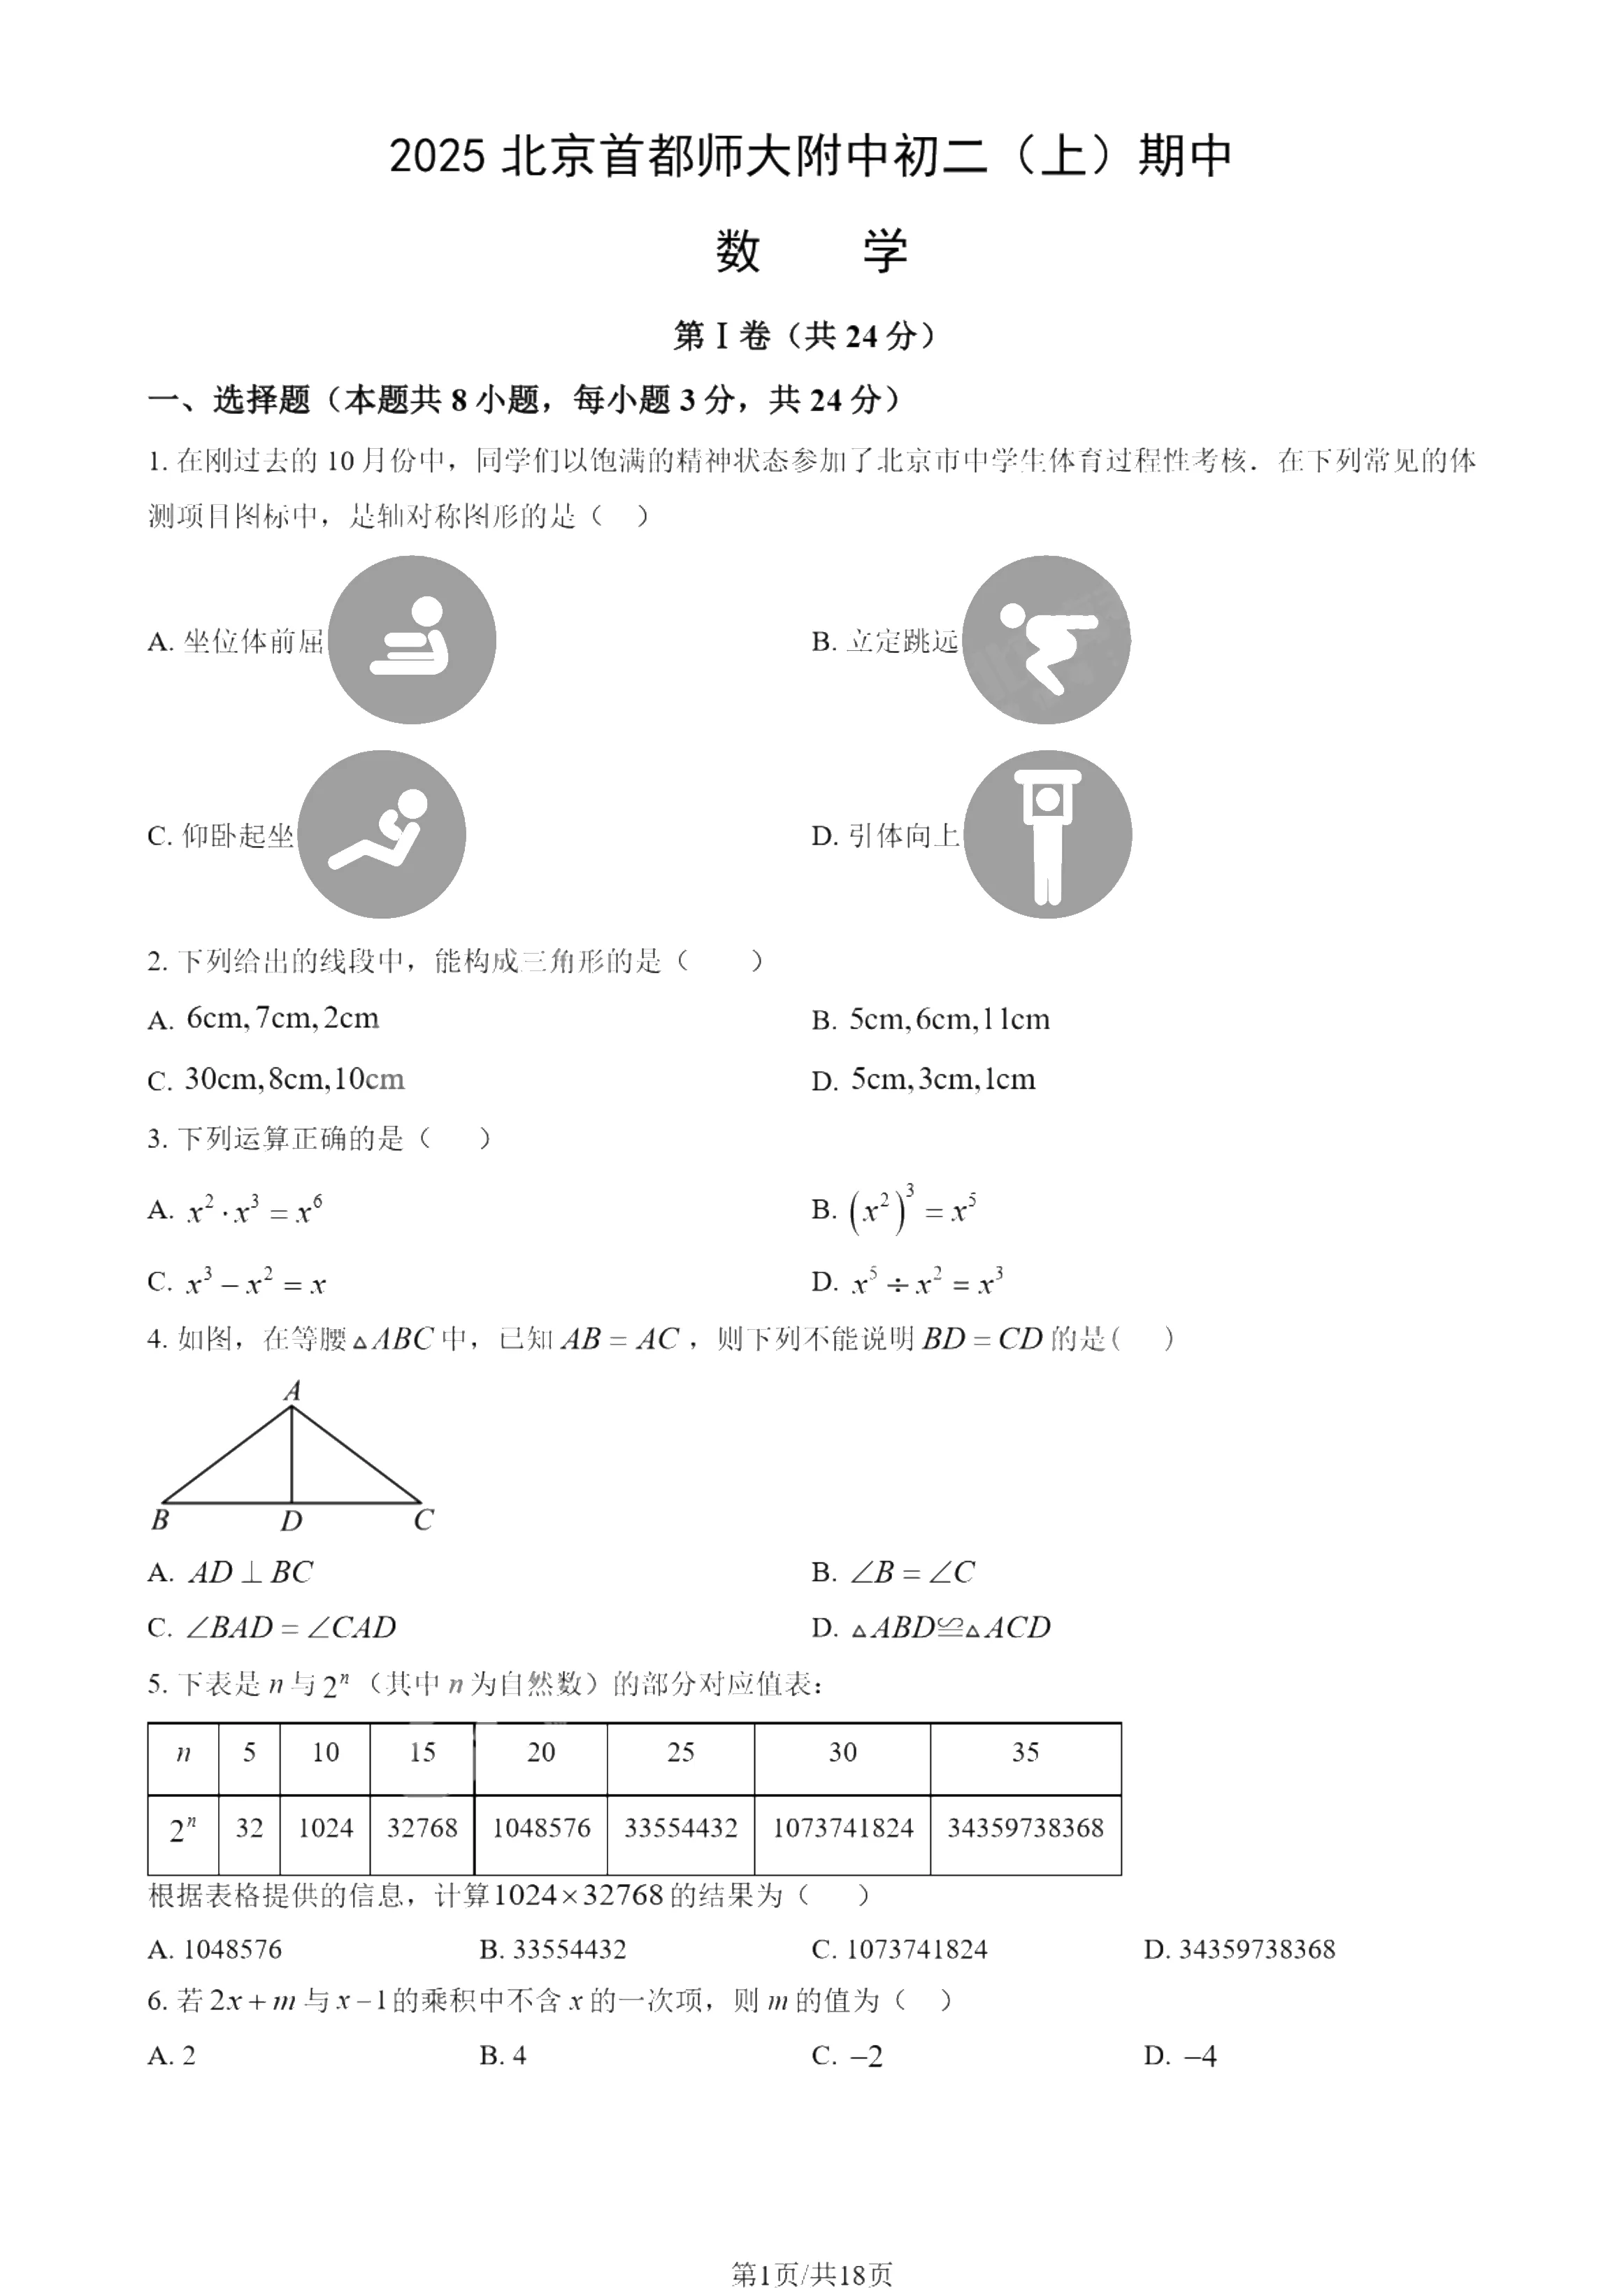 2025 北京首都师大附中初二（上）期中
数 学
第Ⅰ卷（共 24 分）
一、选择题（本题共 8 小题，每小题 3 分，共 24 分）
1. 在刚过去的 10 月份中，同学们以饱满的精神状态参加了北京市中学生体育过程性考核．在下列常见的体
测项目图标中，是轴对称图形的是（ ）
A. 坐位体前屈 B. 立定跳远
C. 仰卧起坐 D. 引体向上
2. 下列给出的线段中，能构成三角形的是（ ）
A. 6cm,7cm,2cm B. 5cm,6cm,11cm
C. 30cm,8cm,10cm D. 5cm,3cm,1cm
3. 下列运算正确的是（ ）
A. x²·x³=x⁶ B. (x²)³=x⁵
C. x³−x²=x D. x⁵÷x²=x³
4. 如图，在等腰△ABC 中，已知 AB=AC，则下列不能说明 BD=CD 的是( )
A
B D C
A. AD⊥BC B. ∠B=∠C
C. ∠BAD=∠CAD D. △ABD≌△ACD
5. 下表是 n 与 2ⁿ（其中 n 为自然数）的部分对应值表：
n 5 10 15 20 25 30 35
2ⁿ 32 1024 32768 1048576 33554432 1073741824 34359738368
根据表格提供的信息，计算1024×32768的结果为（ ）
A. 1048576 B. 33554432 C. 1073741824 D. 34359738368
6. 若 2x+m 与 x−1 的乘积中不含 x 的一次项，则 m 的值为（ ）
A. 2 B. 4 C. −2 D. −4
第1页/共18页